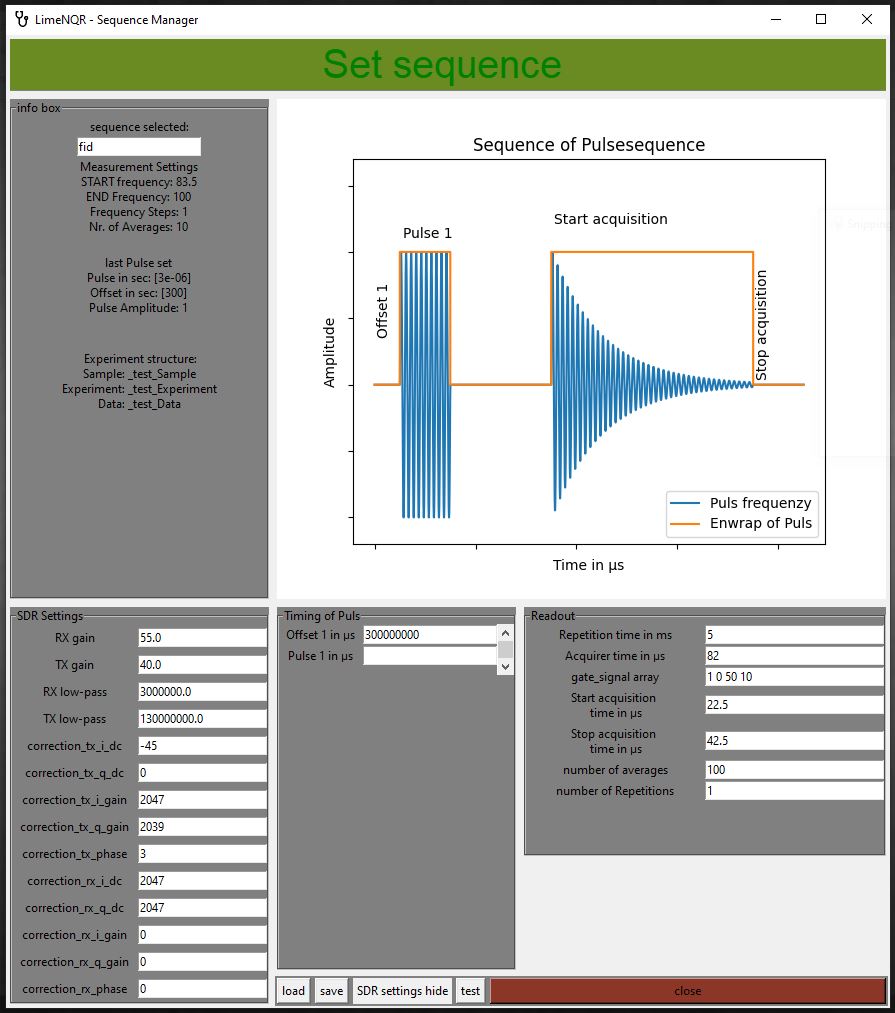 LimeNQR - Sequence Manager
Set sequence
info box
sequence selected:
fid
Measurement Settings
START frequency: 83.5
END Frequency: 100
Frequency Steps: 1
Nr. of Averages: 10
last Pulse set
Pulse in sec: [3e-06]
Offset in sec: [300]
Pulse Amplitude: 1
Experiment structure:
Sample: _test_Sample
Experiment: _test_Experiment
Data: _test_Data
Sequence of Pulsesequence
Amplitude
Offset 1
Pulse 1
Start acquisition
Stop acquisition
Puls frequenzy
Enwrap of Puls
Time in µs
SDR Settings
RX gain 55.0
TX gain 40.0
RX low-pass 3000000.0
TX low-pass 130000000.0
correction_tx_i_dc -45
correction_tx_q_dc 0
correction_tx_i_gain 2047
correction_tx_q_gain 2039
correction_tx_phase 3
correction_rx_i_dc 2047
correction_rx_q_dc 2047
correction_rx_i_gain 0
correction_rx_q_gain 0
correction_rx_phase 0
Timing of Puls
Offset 1 in µs 300000000
Pulse 1 in µs
Readout
Repetition time in ms 5
Acquirer time in µs 82
gate_signal array 1 0 50 10
Start acquisition
time in µs 22.5
Stop acquisition
time in µs 42.5
number of averages 100
number of Repetitions 1
load save SDR settings hide test close